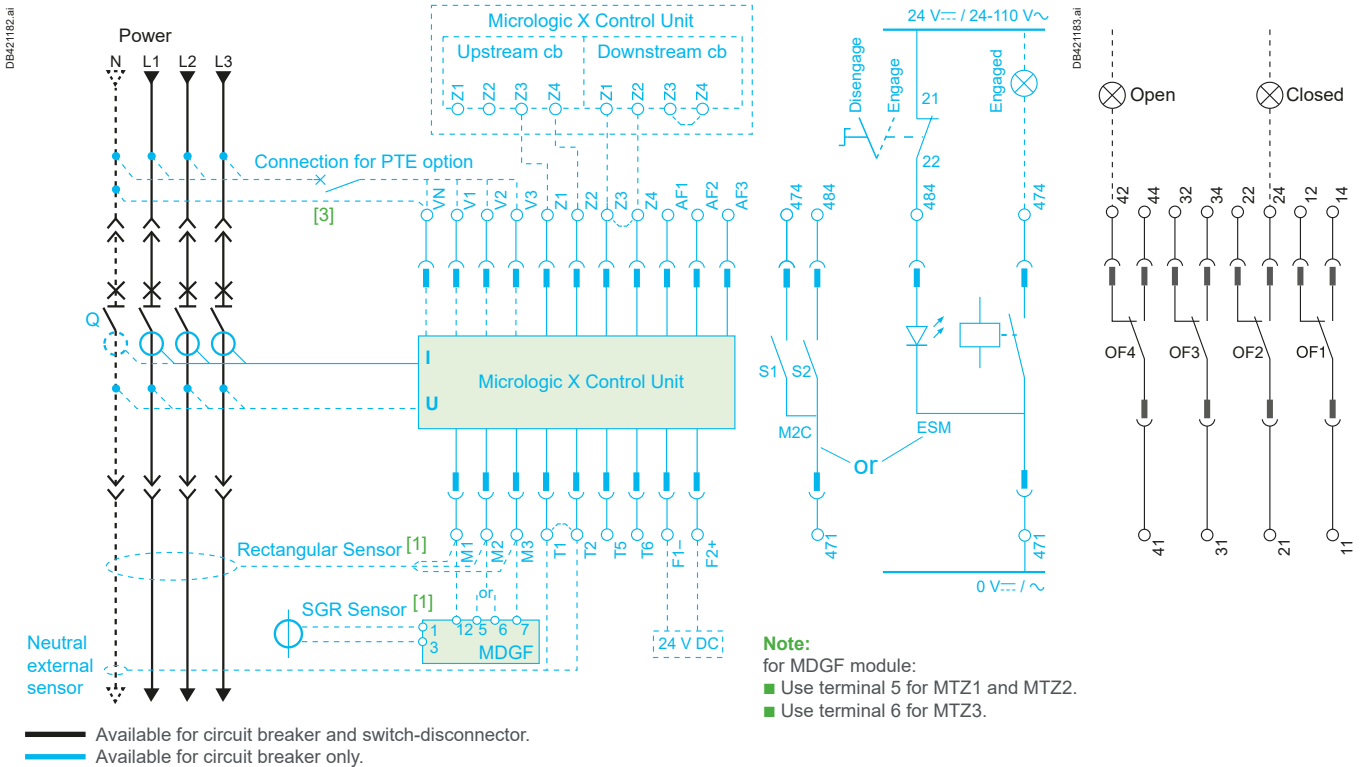 DB421182.ai
Power
N L1 L2 L3
Micrologic X Control Unit
Upstream cb Downstream cb
Z1 Z2 Z3 Z4 Z1 Z2 Z3 Z4
Connection for PTE option
[3]
VN V1 V2 V3 Z1 Z2 Z3 Z4 AF1 AF2 AF3
Q
I
U
Micrologic X Control Unit
M1 M2 M3 T1 T2 T5 T6 F1– F2+
Rectangular Sensor [1]
SGR Sensor [1]
or
1 12 5 6 7
3
MDGF
24 V DC
Neutral
external
sensor
474 484
S1 S2
M2C
or
ESM
471
24 V⎓ / 24-110 V∿
Disengage
Engage
Engaged
21
22
484 474
471
0 V⎓ / ∿
DB421183.ai
Open Closed
42 44 32 34 22 24 12 14
OF4 OF3 OF2 OF1
41 31 21 11
Note:
for MDGF module:
■ Use terminal 5 for MTZ1 and MTZ2.
■ Use terminal 6 for MTZ3.
Available for circuit breaker and switch-disconnector.
Available for circuit breaker only.